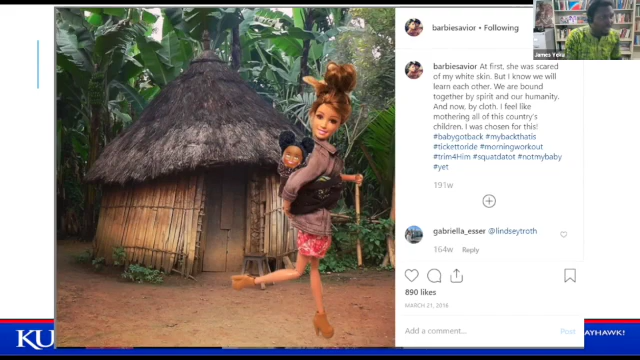 barbiesavior • Following
barbiesavior At first, she was scared
of my white skin. But I know we will
learn each other. We are bound
together by spirit and our humanity.
And now, by cloth. I feel like
mothering all of this country's
children. I was chosen for this!
#babygotback #mybackthatis
#tickettoride #morningworkout
#trim4Him #squatdatot #notmybaby
#yet
191w
gabriella_esser @lindseytroth
164w Reply
890 likes
MARCH 21, 2016
Add a comment... Post
KU
AYHAWK!